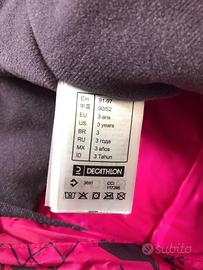 Cm 91-97
中国 90/52
EU 3 ans
US 3 years
BR 3
RU 3 года
MX 3 años
ID 3 Tahun
DECATHLON
subito